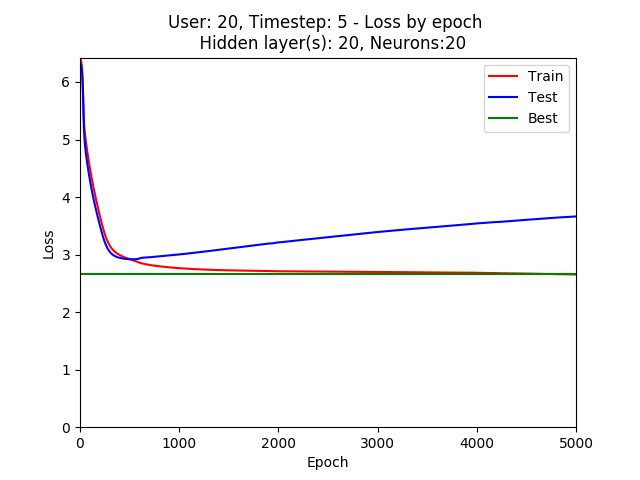 User: 20, Timestep: 5 - Loss by epoch
Hidden layer(s): 20, Neurons:20
Train
Test
Best
6
5
4
3
2
1
0
Loss
0
1000
2000
3000
4000
5000
Epoch